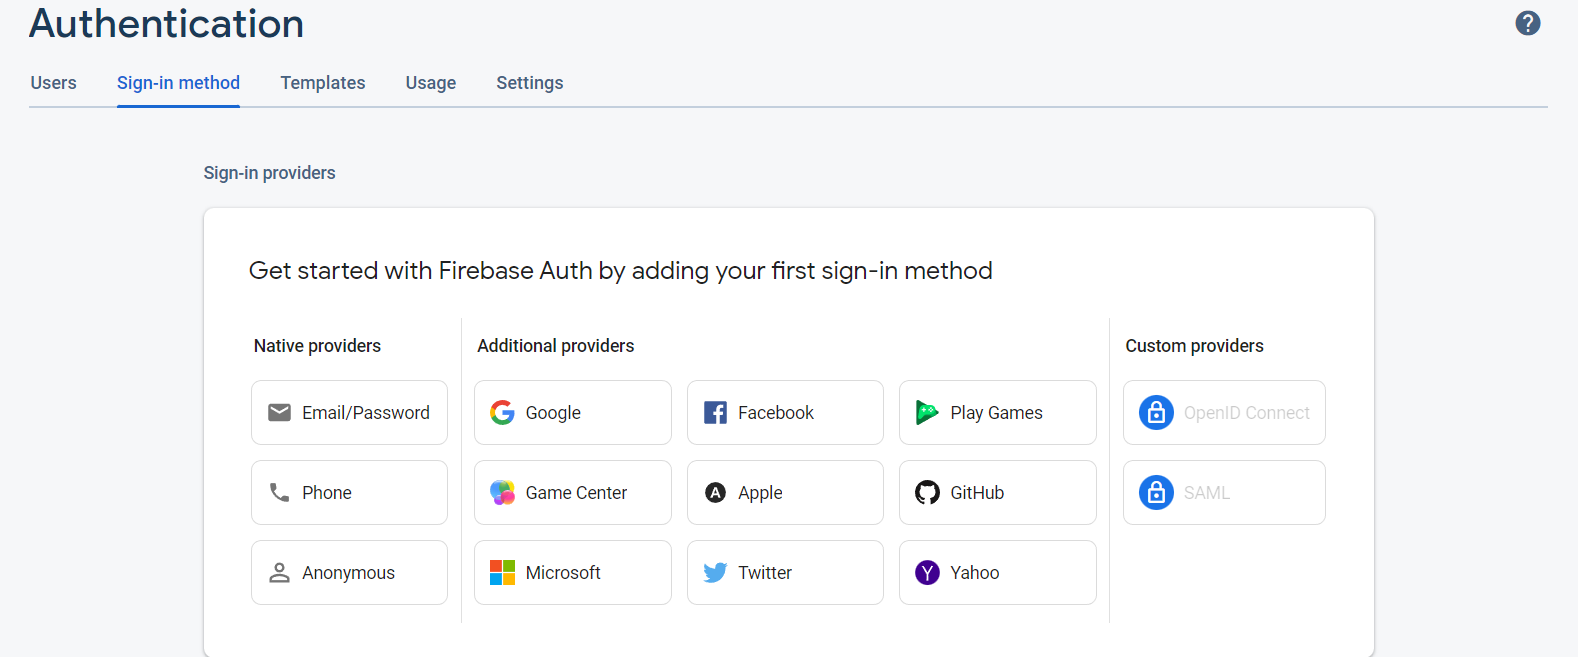 Authentication
?
Users Sign-in method Templates Usage Settings
Sign-in providers
Get started with Firebase Auth by adding your first sign-in method
Native providers
Email/Password
Phone
Anonymous
Additional providers
Google
Facebook
Play Games
Game Center
Apple
GitHub
Microsoft
Twitter
Yahoo
Custom providers
OpenID Connect
SAML